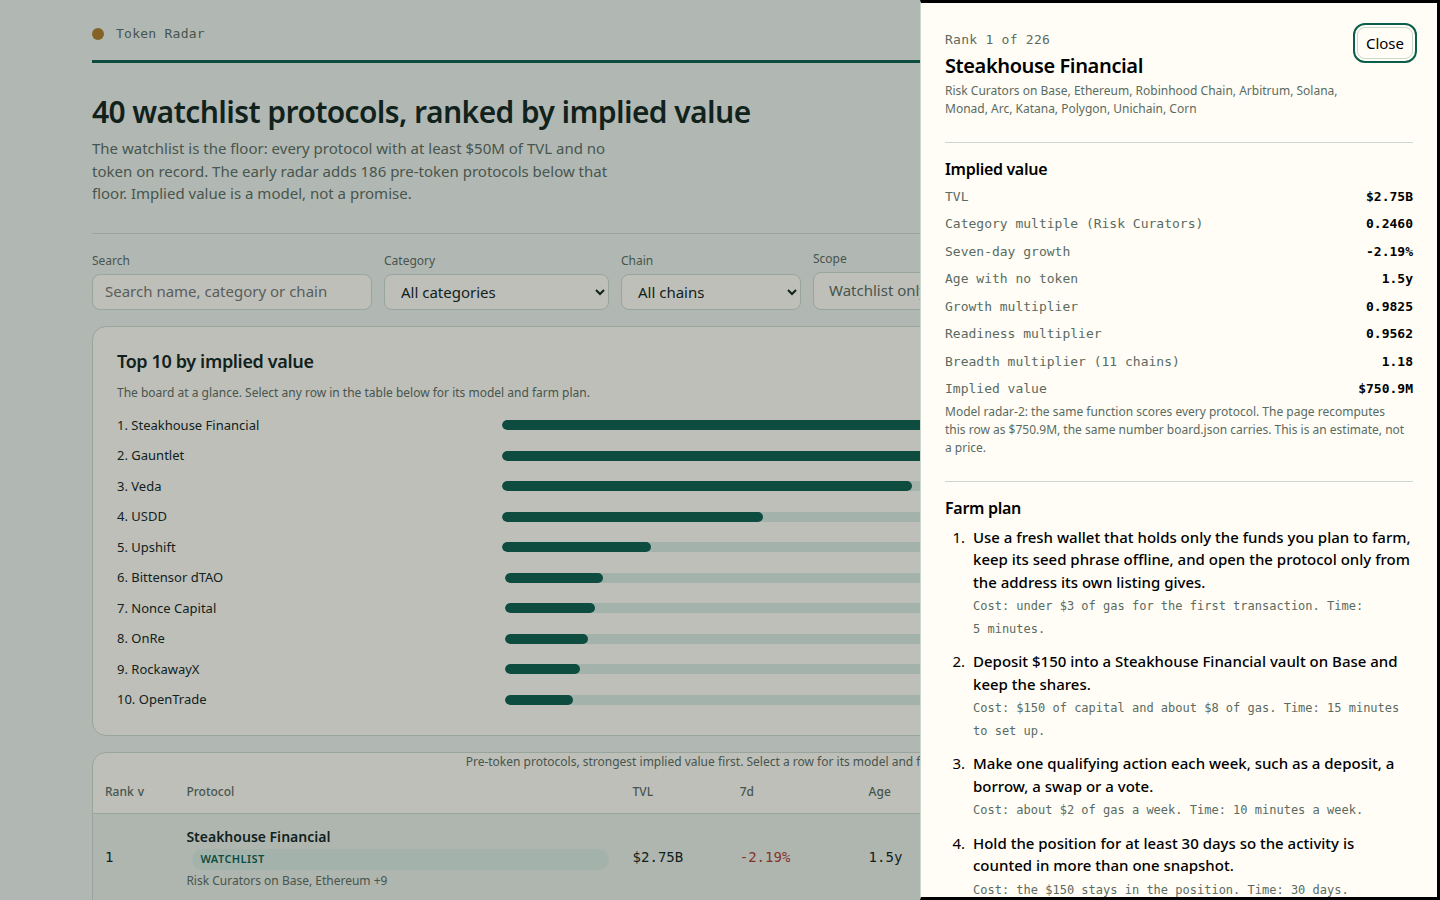 Token Radar
40 watchlist protocols, ranked by implied value
The watchlist is the floor: every protocol with at least $50M of TVL and no
token on record. The early radar adds 186 pre-token protocols below that
floor. Implied value is a model, not a promise.
Search
Category
Chain
Scope
Search name, category or chain
All categories
All chains
Watchlist onl
Top 10 by implied value
The board at a glance. Select any row in the table below for its model and farm plan.
1. Steakhouse Financial
2. Gauntlet
3. Veda
4. USDD
5. Upshift
6. Bittensor dTAO
7. Nonce Capital
8. OnRe
9. RockawayX
10. OpenTrade
Pre-token protocols, strongest implied value first. Select a row for its model and f
Rank v
Protocol
TVL
7d
Age
1
Steakhouse Financial
WATCHLIST
Risk Curators on Base, Ethereum +9
$2.75B
-2.19%
1.5y
Rank 1 of 226
Close
Steakhouse Financial
Risk Curators on Base, Ethereum, Robinhood Chain, Arbitrum, Solana,
Monad, Arc, Katana, Polygon, Unichain, Corn
Implied value
TVL $2.75B
Category multiple (Risk Curators) 0.2460
Seven-day growth -2.19%
Age with no token 1.5y
Growth multiplier 0.9825
Readiness multiplier 0.9562
Breadth multiplier (11 chains) 1.18
Implied value $750.9M
Model radar-2: the same function scores every protocol. The page recomputes
this row as $750.9M, the same number board.json carries. This is an estimate, not
a price.
Farm plan
1. Use a fresh wallet that holds only the funds you plan to farm,
keep its seed phrase offline, and open the protocol only from
the address its own listing gives.
Cost: under $3 of gas for the first transaction. Time:
5 minutes.
2. Deposit $150 into a Steakhouse Financial vault on Base and
keep the shares.
Cost: $150 of capital and about $8 of gas. Time: 15 minutes
to set up.
3. Make one qualifying action each week, such as a deposit, a
borrow, a swap or a vote.
Cost: about $2 of gas a week. Time: 10 minutes a week.
4. Hold the position for at least 30 days so the activity is
counted in more than one snapshot.
Cost: the $150 stays in the position. Time: 30 days.